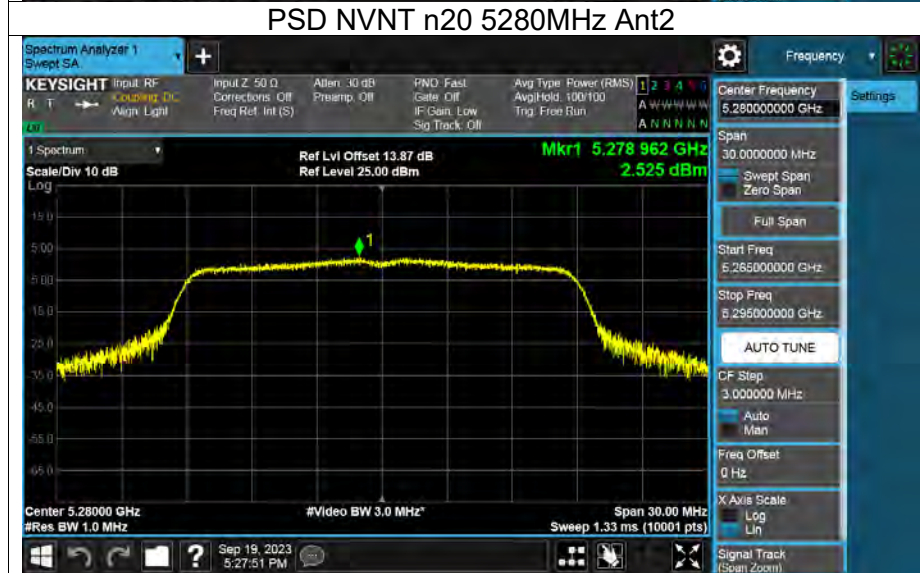 PSD NVNT n20 5280MHz Ant2
Spectrum Analyzer 1
Swept SA
+
Frequency
KEYSIGHT Input: RF
R T
Coupling: DC
Align: Light
Input Z: 50 Ω
Corrections: Off
Freq Ref: Int (S)
Atten: 30 dB
Preamp: Off
PNO: Fast
Gate: Off
IF Gain: Low
Sig Track: Off
Avg Type: Power (RMS)
Avg|Hold: 100/100
Trig: Free Run
1 2 3 4 5 6
A W W W W W
A N N N N N
Center Frequency
5.280000000 GHz
Settings
1 Spectrum
Scale/Div 10 dB
Log
Ref Lvl Offset 13.87 dB
Ref Level 25.00 dBm
Mkr1 5.278 962 GHz
2.525 dBm
Span
30.0000000 MHz
Swept Span
Zero Span
Full Span
Start Freq
5.265000000 GHz
Stop Freq
5.295000000 GHz
AUTO TUNE
CF Step
3.000000 MHz
Auto
Man
Freq Offset
0 Hz
X Axis Scale
Log
Lin
Signal Track
(Span Zoom)
15.0
5.00
-5.00
-15.0
-25.0
-35.0
-45.0
-55.0
-65.0
1
Center 5.28000 GHz
#Res BW 1.0 MHz
#Video BW 3.0 MHz*
Span 30.00 MHz
Sweep 1.33 ms (10001 pts)
?
Sep 19, 2023
5:27:51 PM